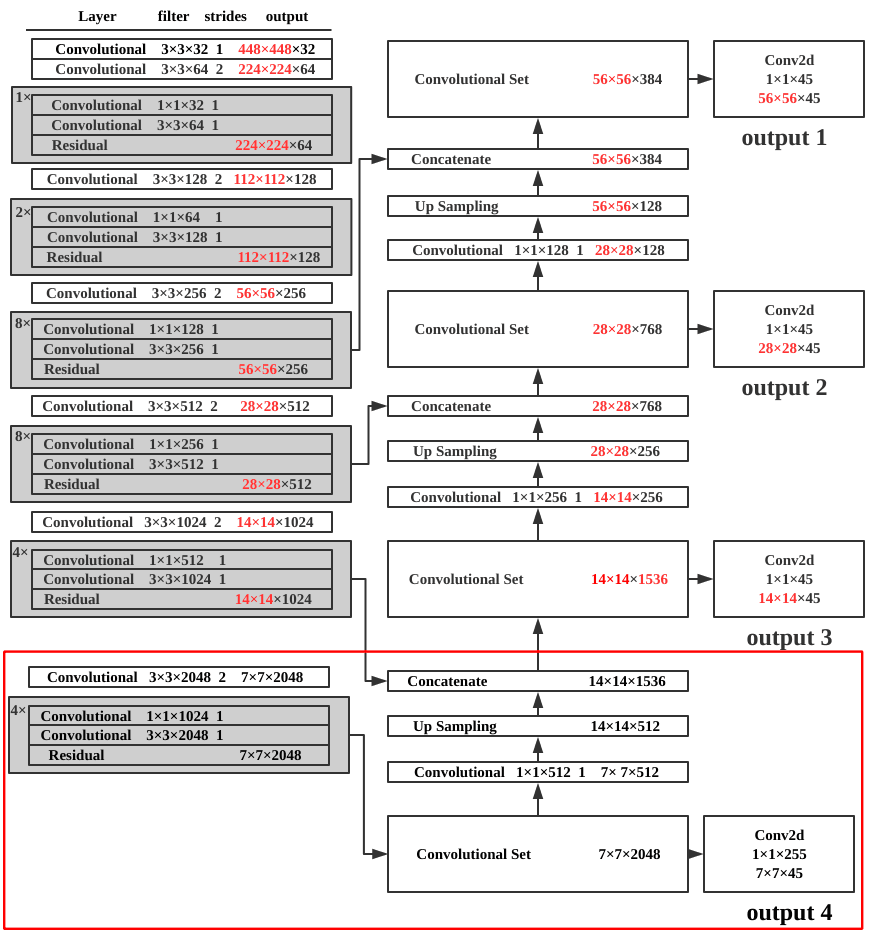 Layer filter strides output
Convolutional 3×3×32 1 448×448×32
Convolutional 3×3×64 2 224×224×64
1×
Convolutional 1×1×32 1
Convolutional 3×3×64 1
Residual 224×224×64
Convolutional 3×3×128 2 112×112×128
2×
Convolutional 1×1×64 1
Convolutional 3×3×128 1
Residual 112×112×128
Convolutional 3×3×256 2 56×56×256
8×
Convolutional 1×1×128 1
Convolutional 3×3×256 1
Residual 56×56×256
Convolutional 3×3×512 2 28×28×512
8×
Convolutional 1×1×256 1
Convolutional 3×3×512 1
Residual 28×28×512
Convolutional 3×3×1024 2 14×14×1024
4×
Convolutional 1×1×512 1
Convolutional 3×3×1024 1
Residual 14×14×1024
Convolutional 3×3×2048 2 7×7×2048
4×
Convolutional 1×1×1024 1
Convolutional 3×3×2048 1
Residual 7×7×2048
Convolutional Set 56×56×384
Concatenate 56×56×384
Up Sampling 56×56×128
Convolutional 1×1×128 1 28×28×128
Convolutional Set 28×28×768
Concatenate 28×28×768
Up Sampling 28×28×256
Convolutional 1×1×256 1 14×14×256
Convolutional Set 14×14×1536
Concatenate 14×14×1536
Up Sampling 14×14×512
Convolutional 1×1×512 1 7× 7×512
Convolutional Set 7×7×2048
Conv2d
1×1×45
56×56×45
output 1
Conv2d
1×1×45
28×28×45
output 2
Conv2d
1×1×45
14×14×45
output 3
Conv2d
1×1×255
7×7×45
output 4